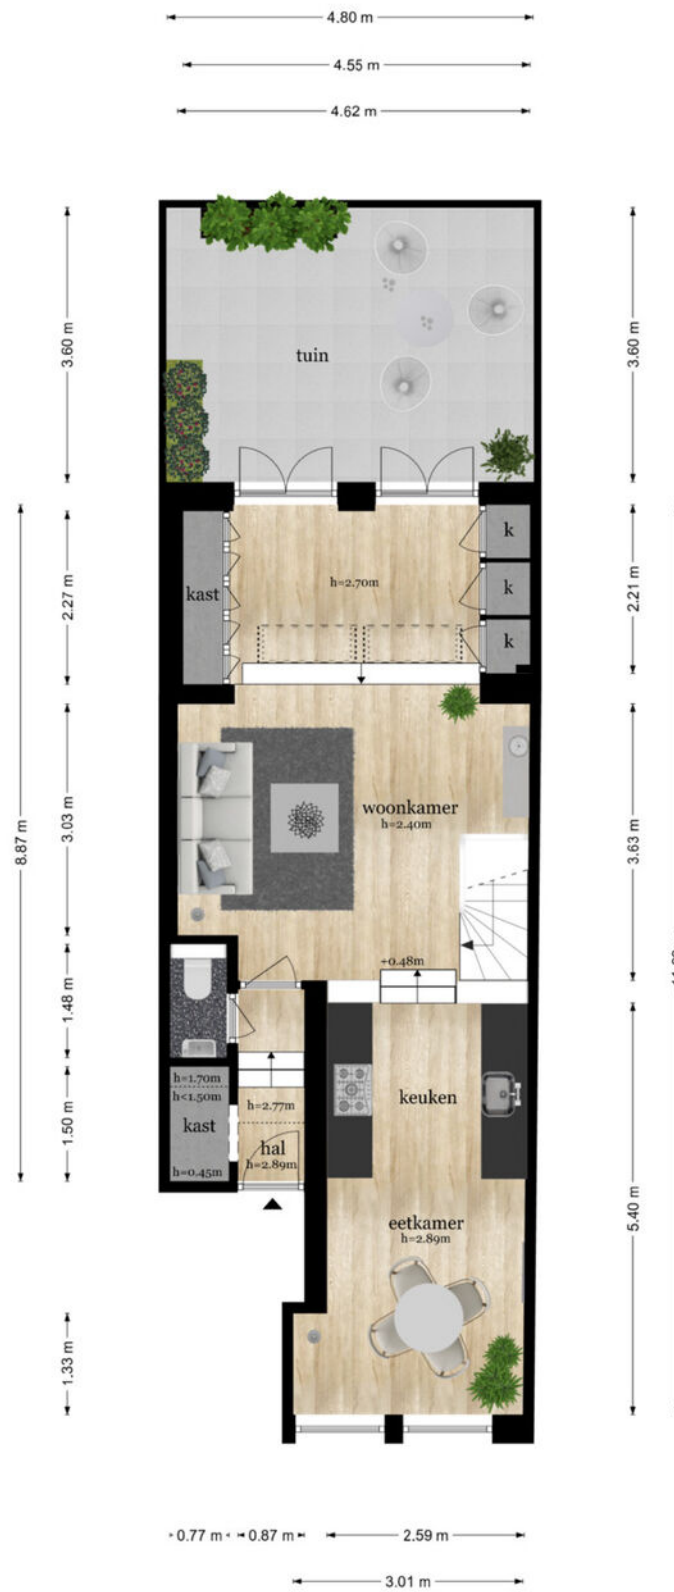 4.80 m
4.55 m
4.62 m
3.60 m
3.60 m
tuin
8.87 m
2.27 m
2.21 m
kast
h=2.70m
k
k
k
3.03 m
3.63 m
woonkamer
h=2.40m
+0.48m
1.48 m
1.50 m
h=1.70m
h<1.50m
kast
h=0.45m
h=2.77m
hal
h=2.89m
keuken
eetkamer
h=2.89m
5.40 m
1.33 m
0.77 m
0.87 m
2.59 m
3.01 m